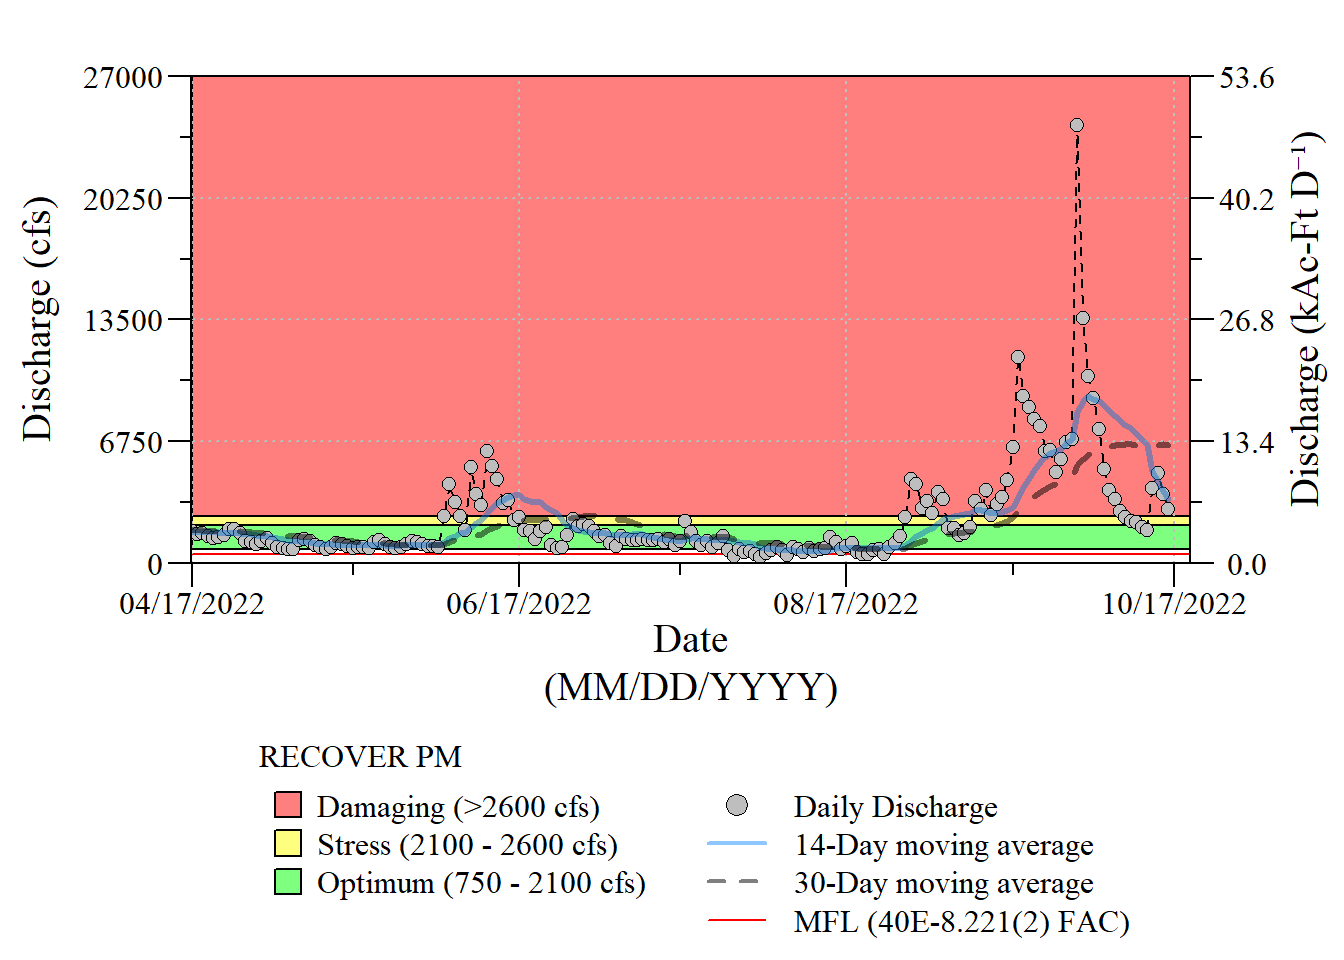 27000
20250
13500
6750
0
53.6
40.2
26.8
13.4
0.0
Discharge (cfs)
Discharge (kAc-Ft D⁻¹)
04/17/2022
06/17/2022
08/17/2022
10/17/2022
Date
(MM/DD/YYYY)
RECOVER PM
Damaging (>2600 cfs)
Stress (2100 - 2600 cfs)
Optimum (750 - 2100 cfs)
Daily Discharge
14-Day moving average
30-Day moving average
MFL (40E-8.221(2) FAC)